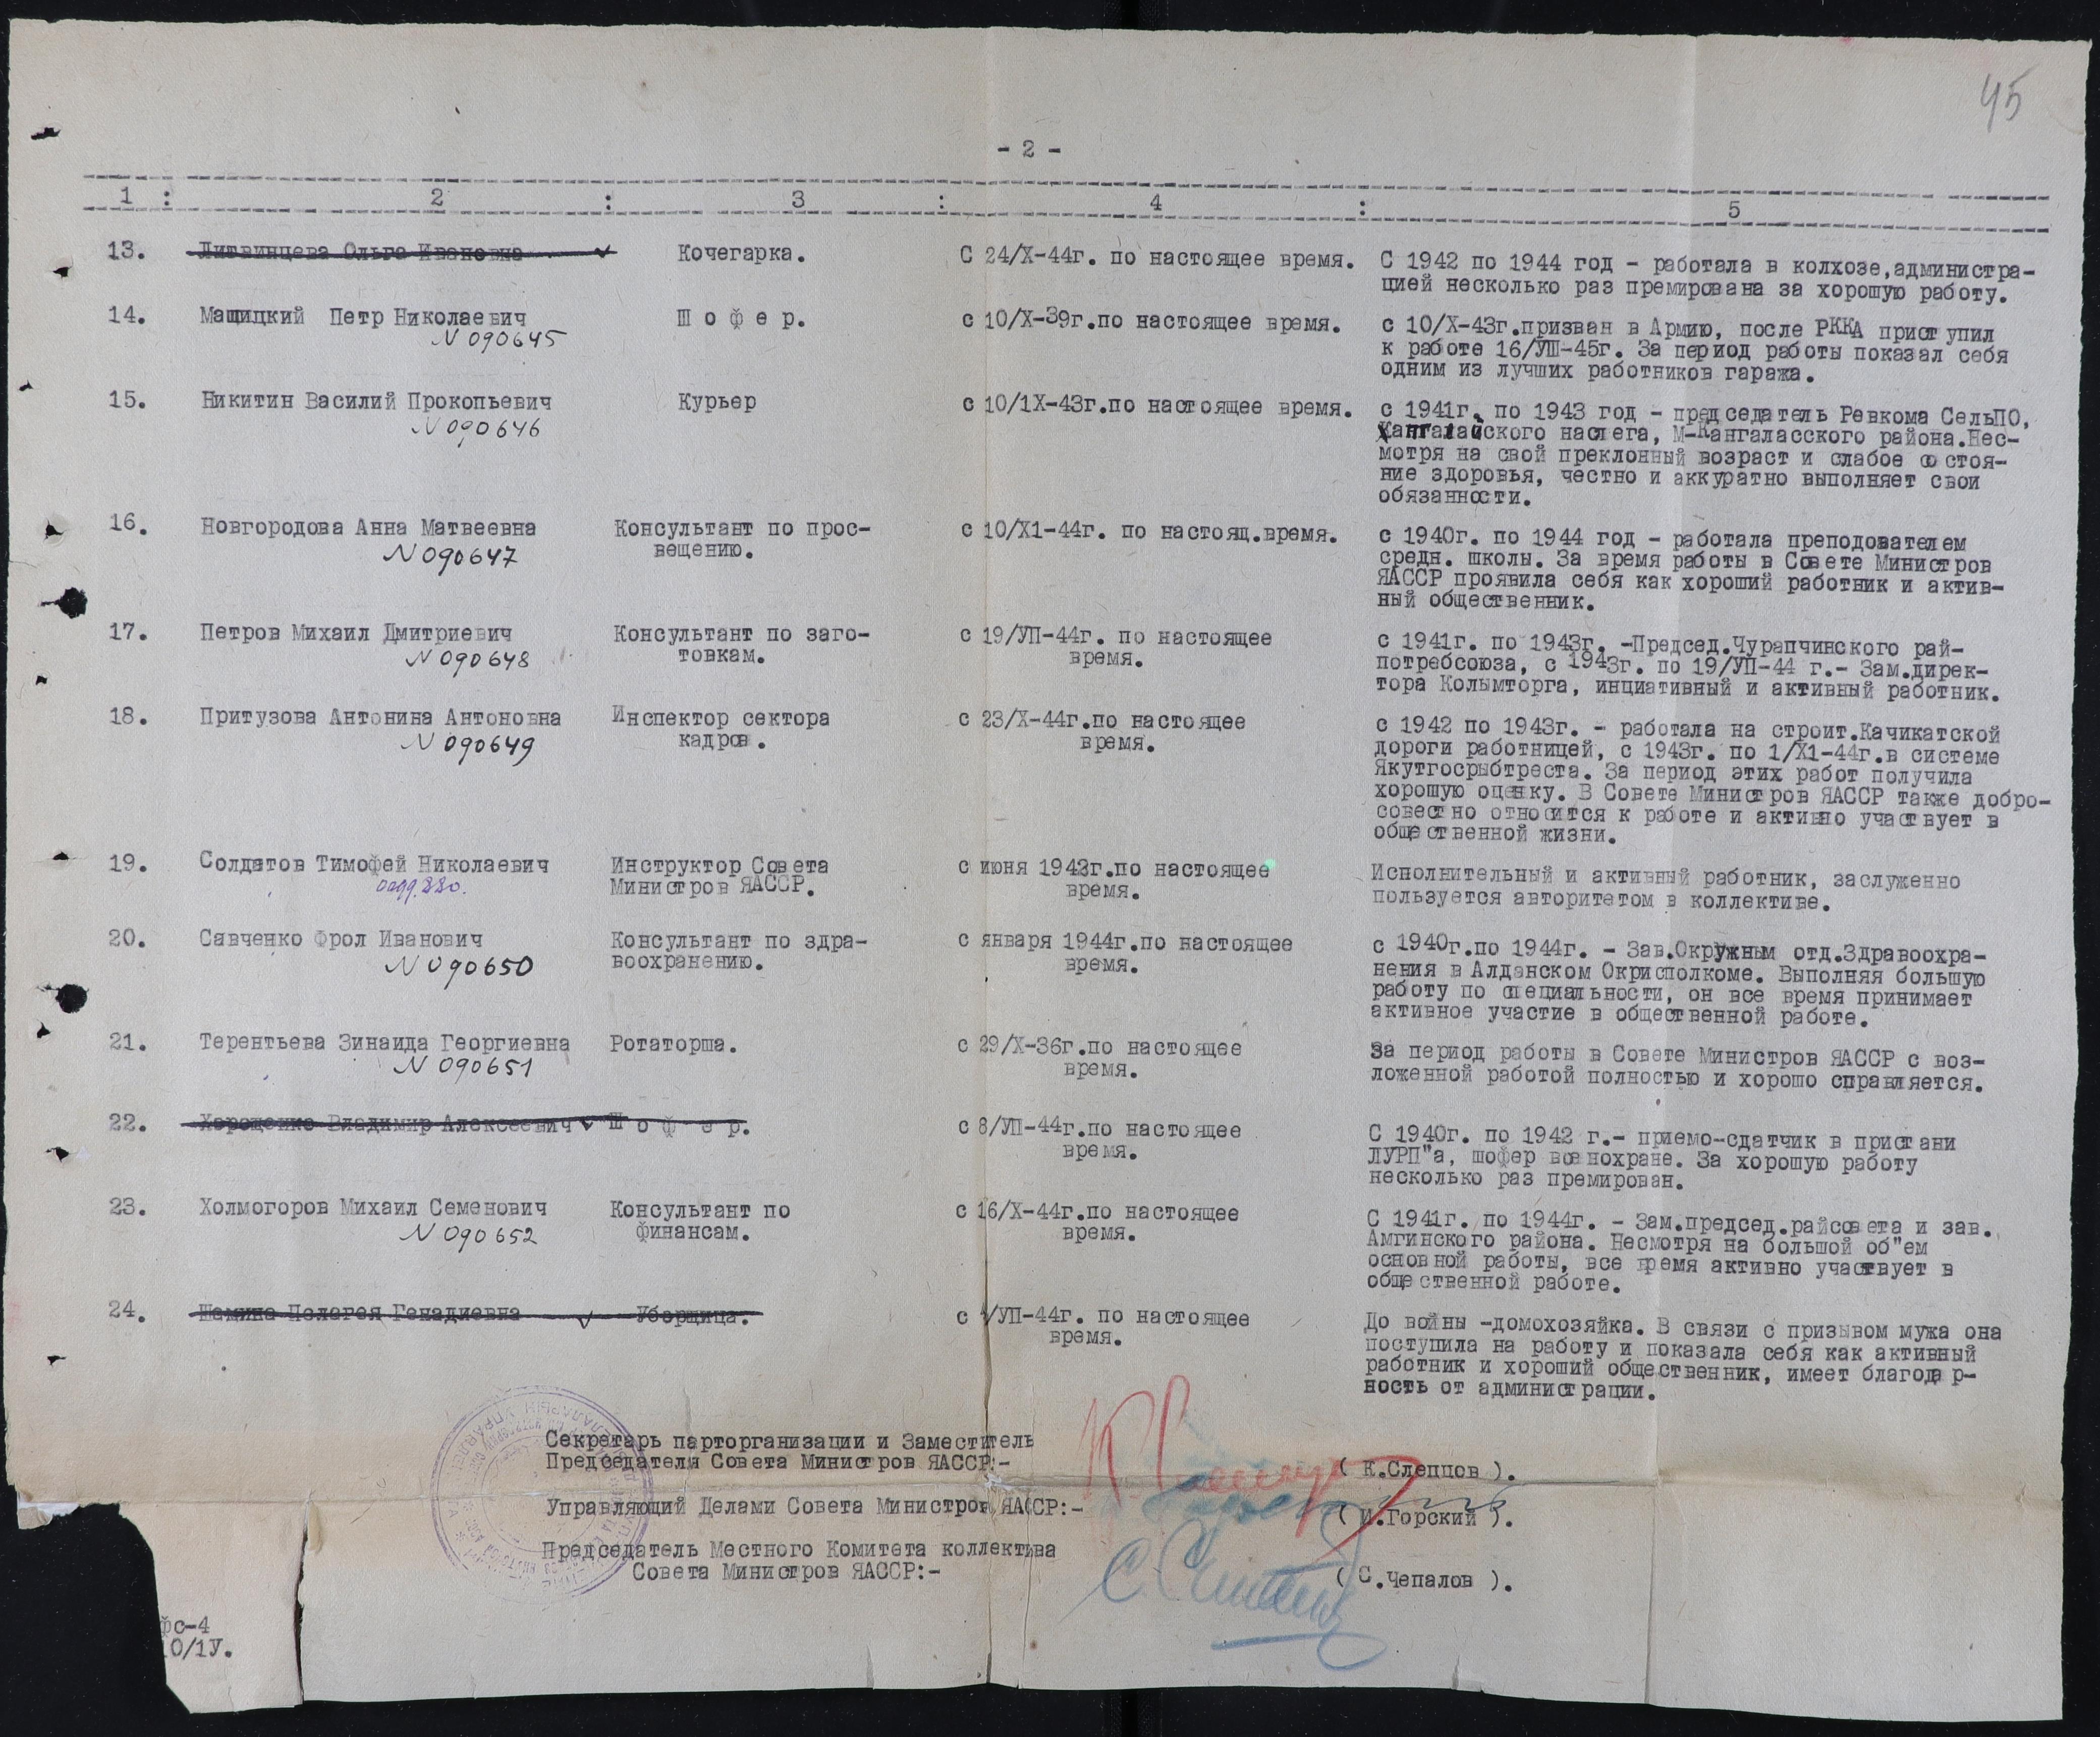 45
- 2 -
1 : 2 : 3 : 4 : 5
13. Литвинцева Ольга Ивановна Кочегарка. С 24/X-44г. по настоящее время. С 1942 по 1944 год - работала в колхозе,администра-
цией несколько раз премирована за хорошую работу.
14. Мащицкий Петр Николаевич Ш о ф е р. с 10/X-39г.по настоящее время. с 10/X-43г.призван в Армию, после РККА приступил
N 090645 к работе 16/УШ-45г. За период работы показал себя
одним из лучших работников гаража.
15. Никитин Василий Прокопьевич Курьер с 10/1X-43г.по настоящее время. с 1941г. по 1943 год - председатель Ревкома СельПО,
N 090646 наслега, М-Кангаласского района.Нес-
мотря на свой преклонный возраст и слабое состоя-
ние здоровья, честно и аккуратно выполняет свои
обязанности.
16. Новгородова Анна Матвеевна Консультант по прос- с 10/X1-44г. по настоящ.время. с 1940г. по 1944 год - работала преподователем
N 090647 вещению. средн. школы. За время работы в Совете Министров
ЯАССР проявила себя как хороший работник и актив-
ный общественник.
17. Петров Михаил Дмитриевич Консультант по заго- с 19/УП-44г. по настоящее с 1941г. по 1943г. -Председ.Чурапчинского рай-
N 090648 товкам. время. потребсоюза, с 1943г. по 19/УП-44 г.- Зам.дирек-
тора Колымторга, инциативный и активный работник.
18. Притузова Антонина Антоновна Инспектор сектора с 23/X-44г.по настоящее с 1942 по 1943г. - работала на строит.Качикатской
N 090649 кадров. время. дороги работницей, с 1943г. по 1/X1-44г.в системе
Якутгосрыбтреста. За период этих работ получила
хорошую оценку. В Совете Министров ЯАССР также добро-
совестно относится к работе и активно участвует в
общественной жизни.
19. Солдатов Тимофей Николаевич Инструктор Совета с июня 1943г.по настоящее Исполнительный и активный работник, заслуженно
Министров ЯАССР. время. пользуется авторитетом в коллективе.
20. Савченко Фрол Иванович Консультант по здра- с января 1944г.по настоящее с 1940г.по 1944г. - Зав.Окружным отд.Здравоохра-
N 090650 воохранению. время. нения в Алданском Окрисполкоме. Выполняя большую
работу по специальности, он все время принимает
активное участие в общественной работе.
21. Терентьева Зинаида Георгиевна Ротаторша. с 29/X-36г.по настоящее За период работы в Совете Министров ЯАССР с воз-
N 090651 время. ложенной работой полностью и хорошо справляется.
22. Хорощенко Владимир Алексеевич Ш о ф е р. с 8/УП-44г.по настоящее С 1940г. по 1942 г.- приемо-сдатчик в пристани
время. ЛУРП"а, шофер военохране. За хорошую работу
несколько раз премирован.
23. Холмогоров Михаил Семенович Консультант по с 16/X-44г.по настоящее С 1941г. по 1944г. - Зам.председ.райсовета и зав.
N 090652 финансам. время. Амгинского района. Несмотря на большой об"ем
основной работы, все время активно участвует в
общественной работе.
24. Шамина Пелагея Генадиевна Уборщица. с 1/УП-44г. по настоящее До войны -домохозяйка. В связи с призывом мужа она
время. поступила на работу и показала себя как активный
работник и хороший общественник, имеет благодар-
ность от администрации.
Секретарь парторганизации и Заместитель
Председателя Совета Министров ЯАССР:- ( К.Слепцов ).
Управляющий Делами Совета Министров ЯАССР:- ( И.Горский ).
Председатель Местного Комитета коллектива
Совета Министров ЯАССР:- ( С.Чепалов ).
фс-4
10/1У.